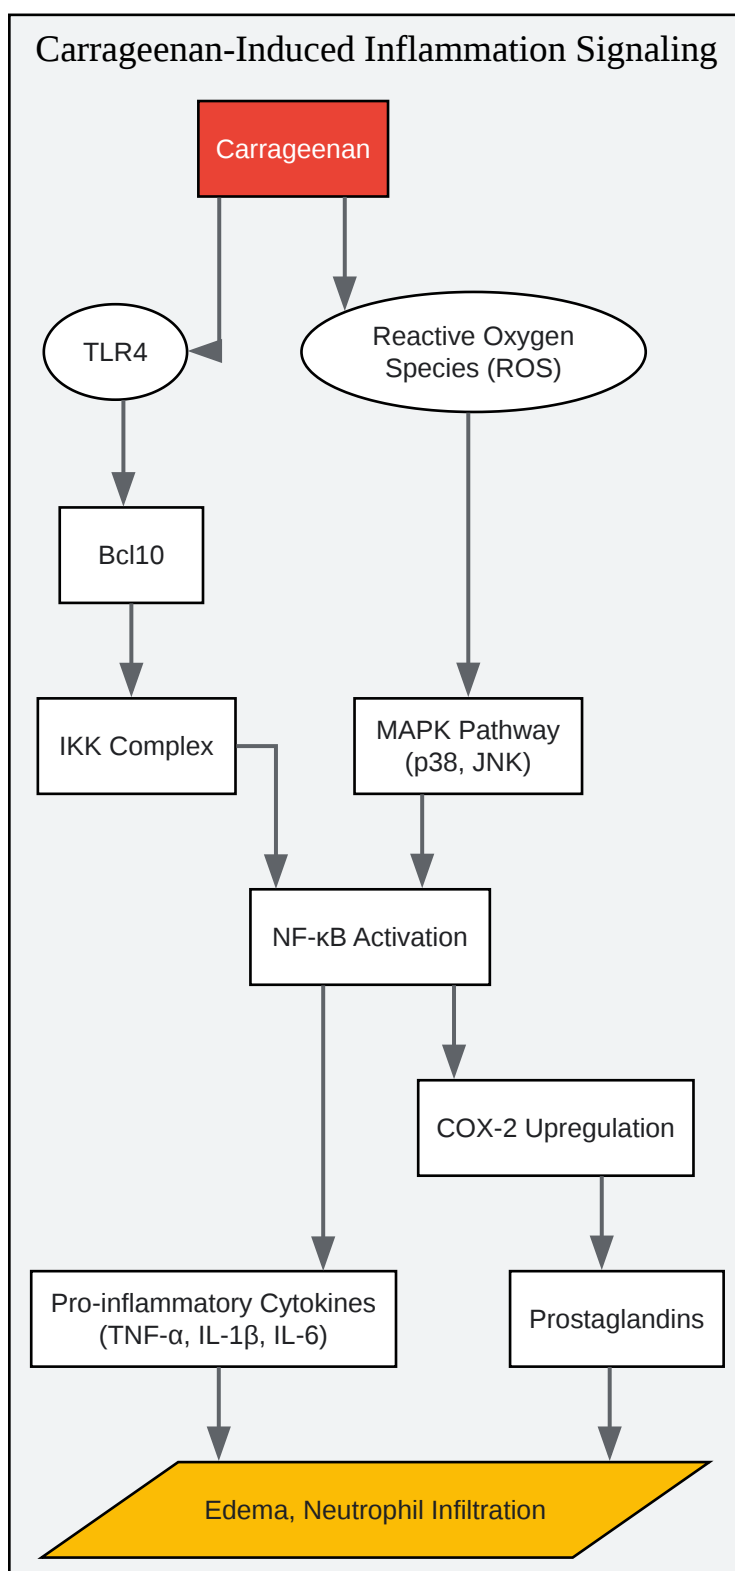 Carrageenan-Induced Inflammation Signaling
Carrageenan
TLR4
Reactive Oxygen
Species (ROS)
Bcl10
IKK Complex
MAPK Pathway
(p38, JNK)
NF-κB Activation
COX-2 Upregulation
Pro-inflammatory Cytokines
(TNF-α, IL-1β, IL-6)
Prostaglandins
Edema, Neutrophil Infiltration